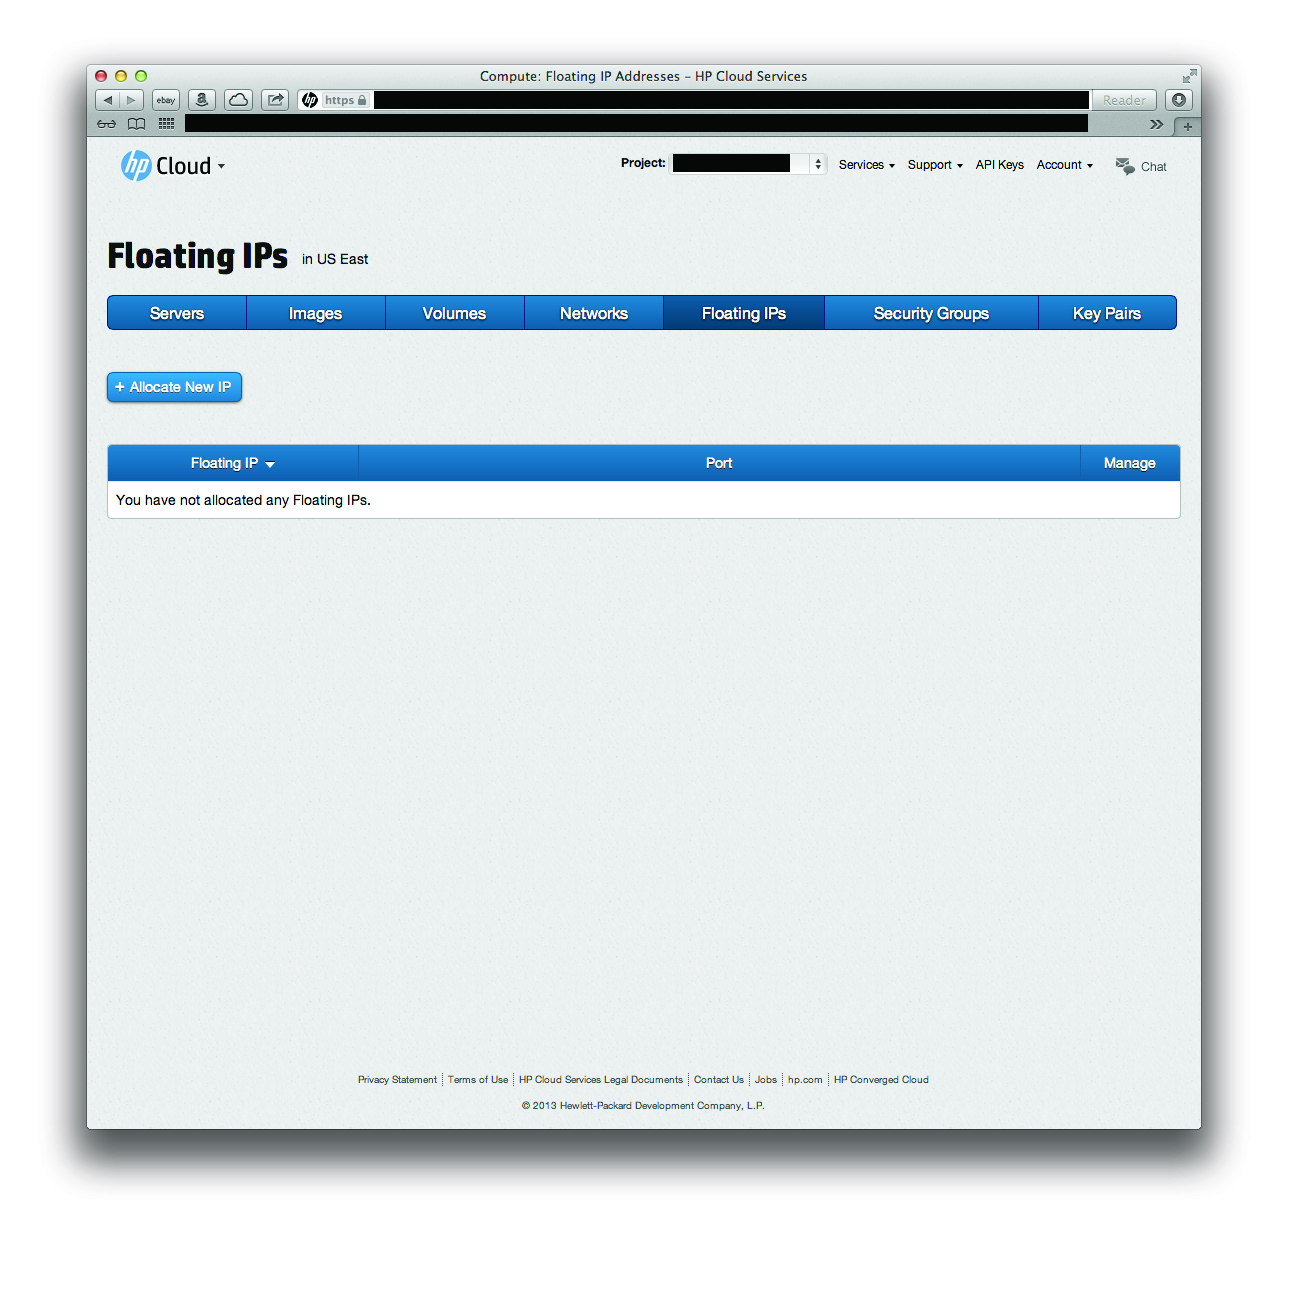 Compute: Floating IP Addresses – HP Cloud Services
ebay a hp https Reader
hp Cloud Project: Services Support API Keys Account Chat
Floating IPs in US East
Servers Images Volumes Networks Floating IPs Security Groups Key Pairs
+ Allocate New IP
Floating IP Port Manage
You have not allocated any Floating IPs.
Privacy Statement Terms of Use HP Cloud Services Legal Documents Contact Us Jobs hp.com HP Converged Cloud
© 2013 Hewlett-Packard Development Company, L.P.